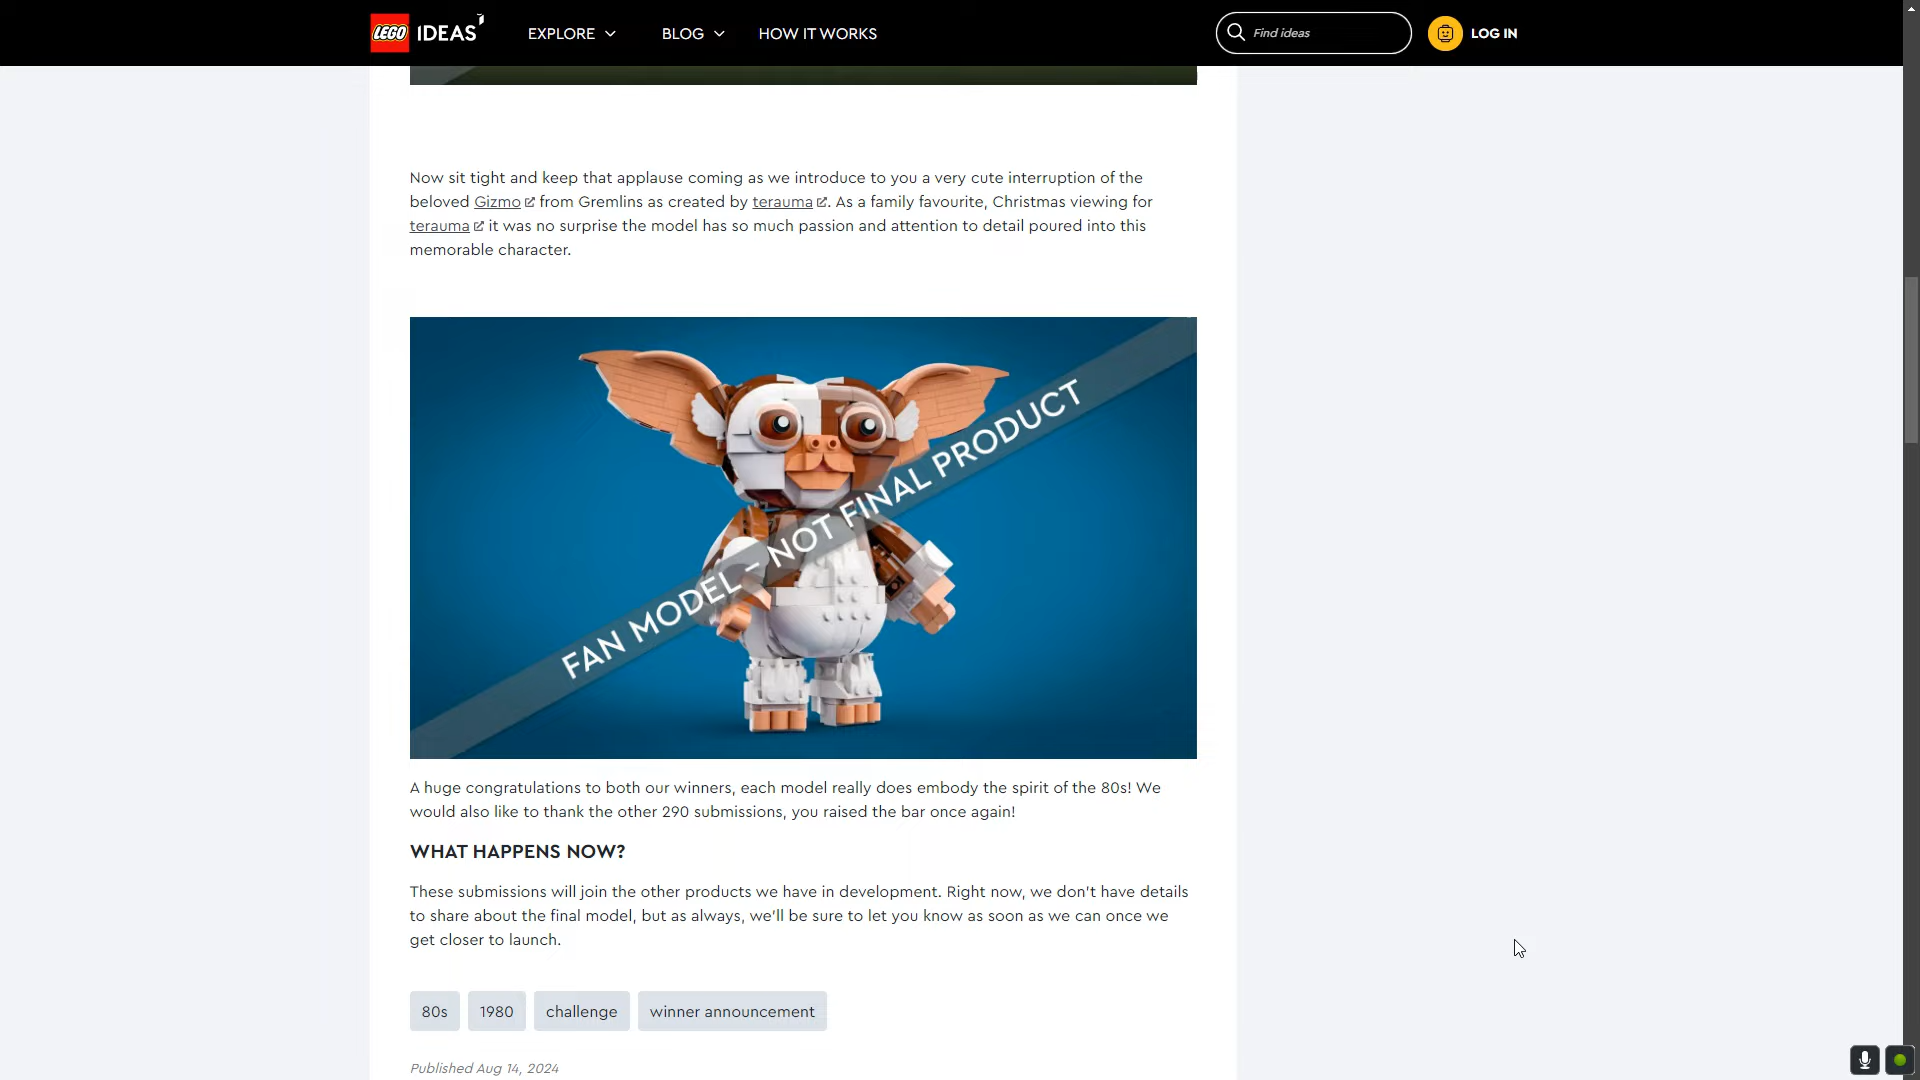 LEGO IDEAS EXPLORE BLOG HOW IT WORKS Find ideas LOG IN
Now sit tight and keep that applause coming as we introduce to you a very cute interruption of the
beloved Gizmo from Gremlins as created by terauma. As a family favourite, Christmas viewing for
terauma it was no surprise the model has so much passion and attention to detail poured into this
memorable character.
FAN MODEL - NOT FINAL PRODUCT
A huge congratulations to both our winners, each model really does embody the spirit of the 80s! We
would also like to thank the other 290 submissions, you raised the bar once again!
WHAT HAPPENS NOW?
These submissions will join the other products we have in development. Right now, we don't have details
to share about the final model, but as always, we'll be sure to let you know as soon as we can once we
get closer to launch.
80s 1980 challenge winner announcement
Published Aug 14, 2024